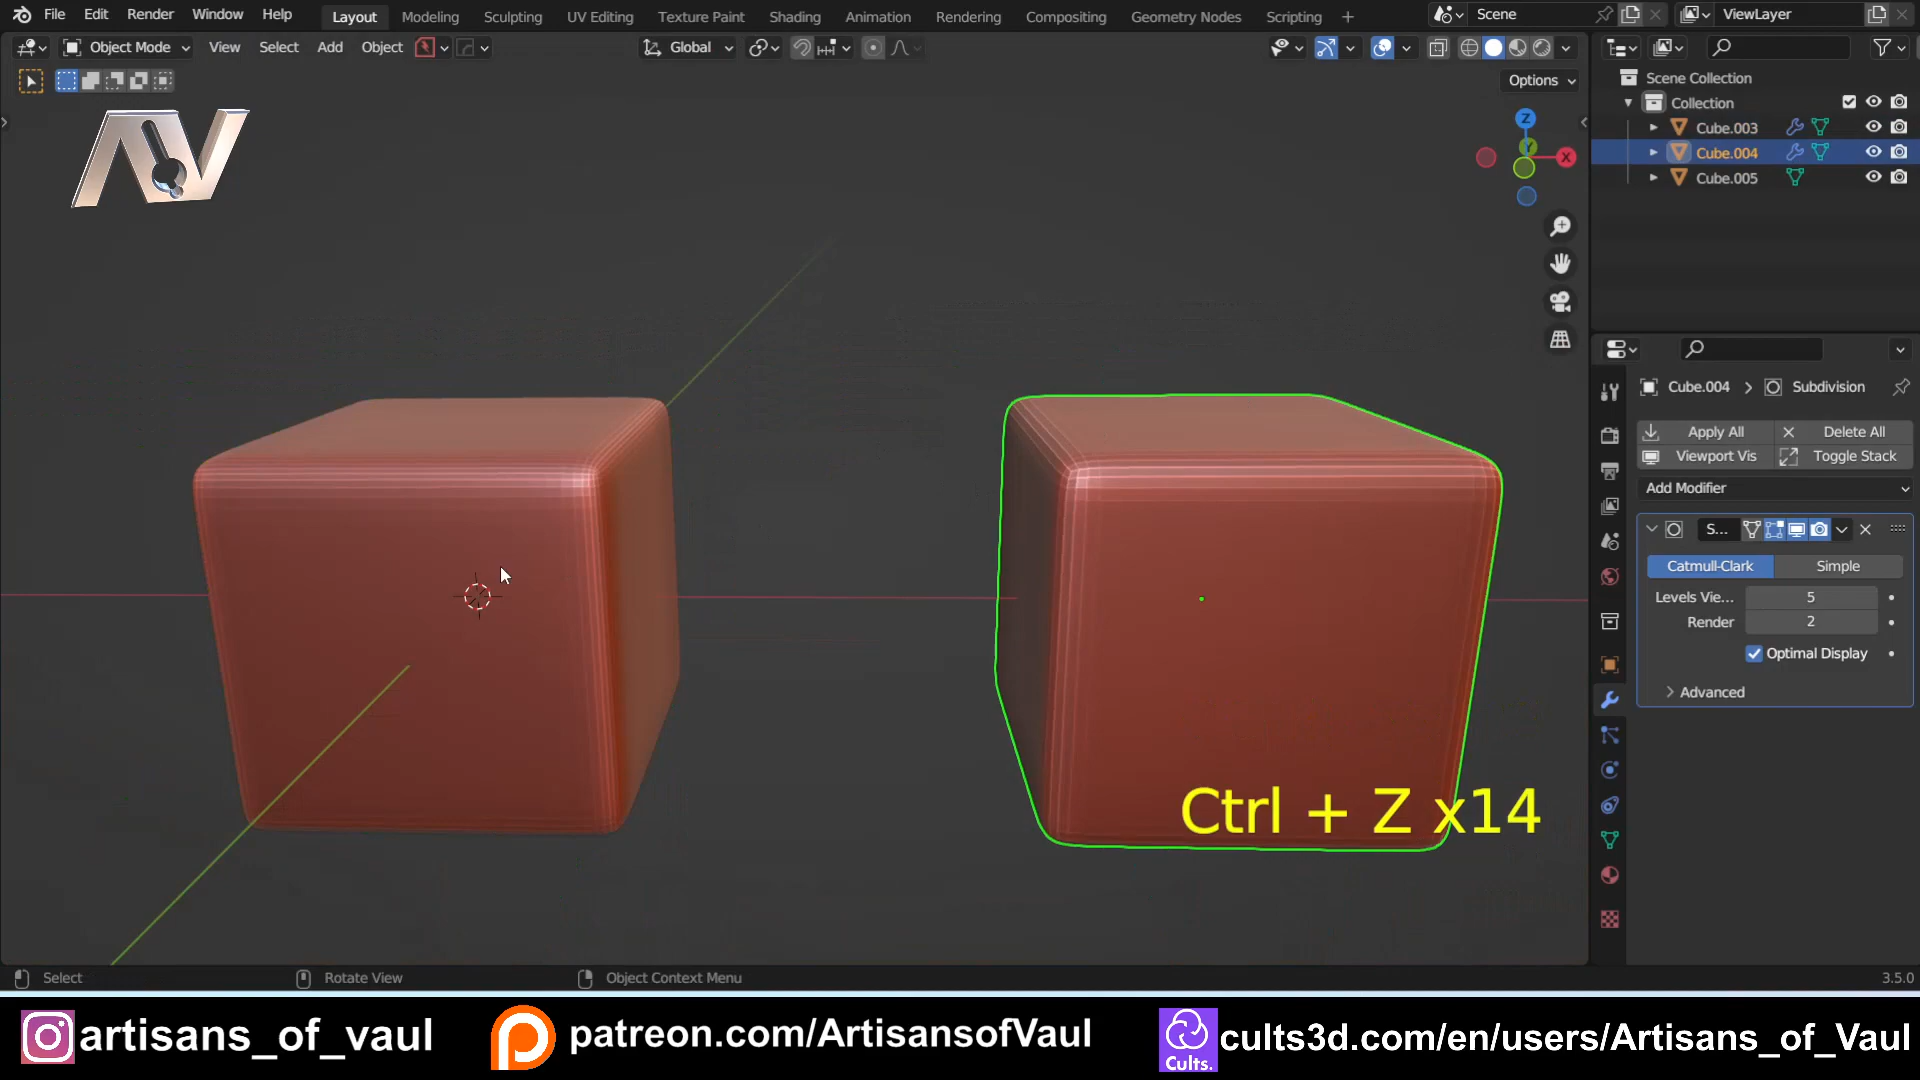 File Edit Render Window Help Layout Modeling Sculpting UV Editing Texture Paint Shading Animation Rendering Compositing Geometry Nodes Scripting + Scene ViewLayer
Object Mode View Select Add Object Global
Options
Scene Collection
Collection
Cube.003
Cube.004
Cube.005
Z
Y
X
Cube.004 > Subdivision
Apply All Delete All
Viewport Vis Toggle Stack
Add Modifier
S...
Catmull-Clark Simple
Levels Vie... 5
Render 2
Optimal Display
Advanced
Ctrl + Z x14
Select Rotate View Object Context Menu 3.5.0
artisans_of_vaul patreon.com/ArtisansofVaul Cults. cults3d.com/en/users/Artisans_of_Vaul